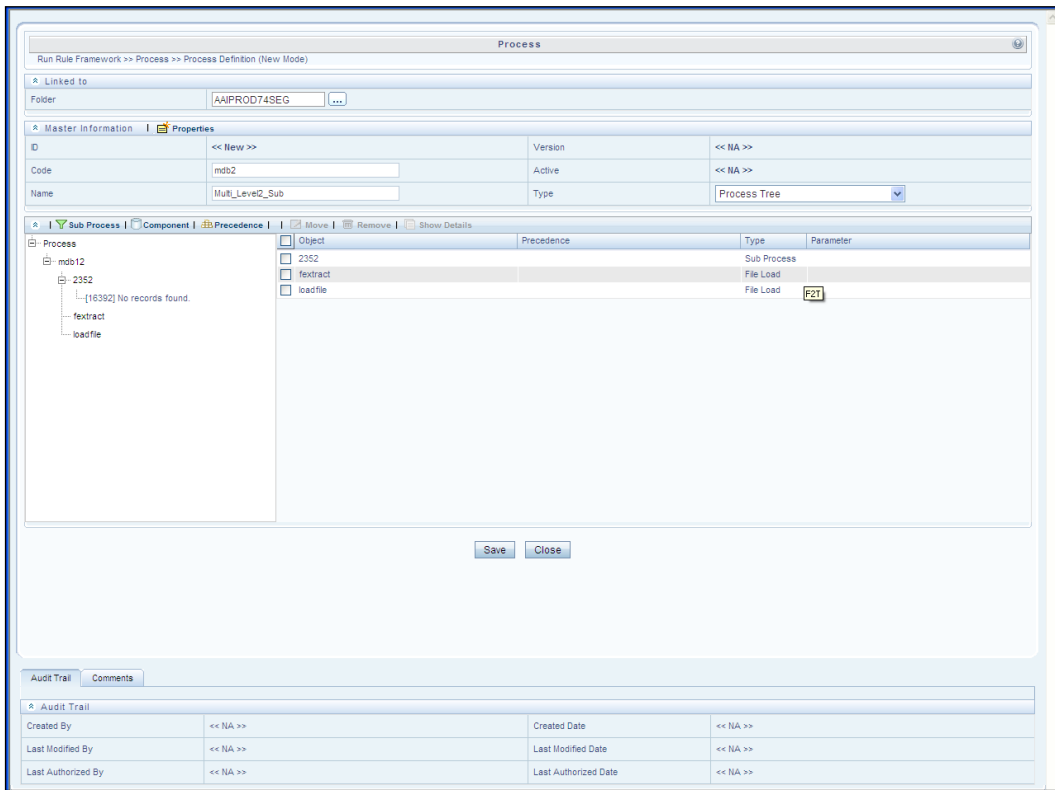 Process
Run Rule Framework >> Process >> Process Definition (New Mode)
Linked to
Folder AAIPROD74SEG ...
Master Information | Properties
ID << New >> Version << NA >>
Code mdb2 Active << NA >>
Name Multi_Level2_Sub Type Process Tree
| Sub Process | Component | Precedence | | Move | Remove | Show Details
Process
mdb12
2352
[16392] No records found.
fextract
loadfile
Object Precedence Type Parameter
2352 Sub Process
fextract File Load
loadfile File Load
F2T
Save Close
Audit Trail Comments
Audit Trail
Created By << NA >> Created Date << NA >>
Last Modified By << NA >> Last Modified Date << NA >>
Last Authorized By << NA >> Last Authorized Date << NA >>